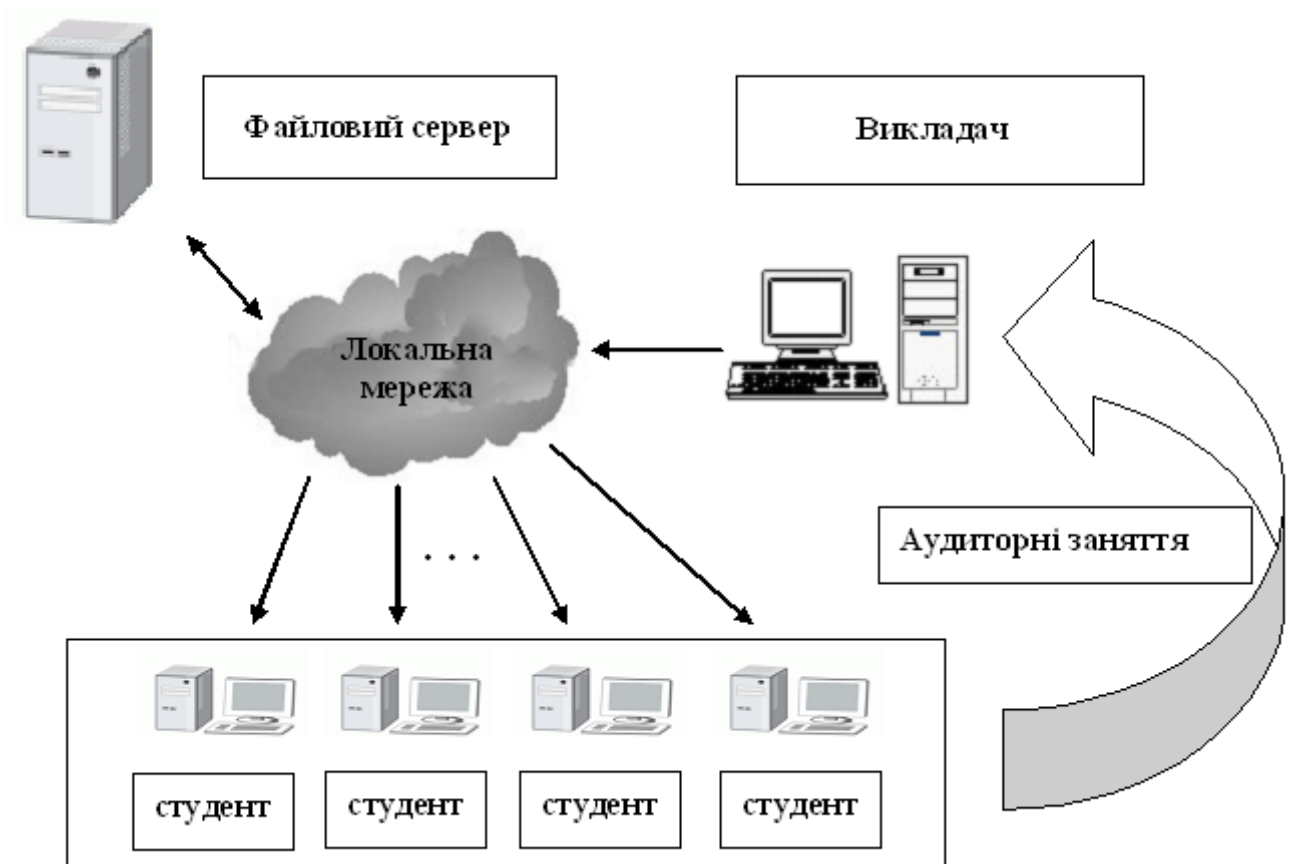 Файловий сервер
Викладач
Локальна
мережа
. . .
Аудиторні заняття
студент
студент
студент
студент